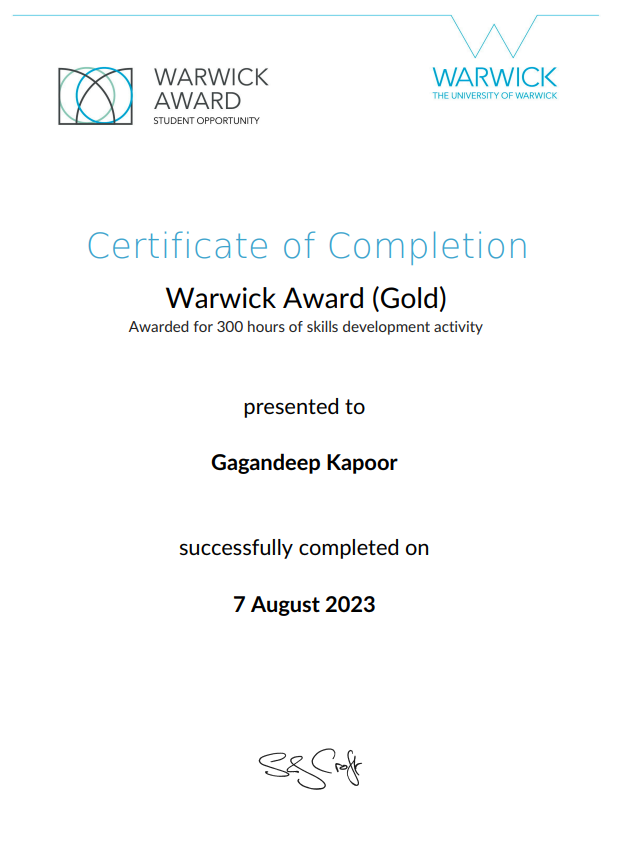 WARWICK
AWARD
STUDENT OPPORTUNITY
WARWICK
THE UNIVERSITY OF WARWICK
Certificate of Completion
Warwick Award (Gold)
Awarded for 300 hours of skills development activity
presented to
Gagandeep Kapoor
successfully completed on
7 August 2023